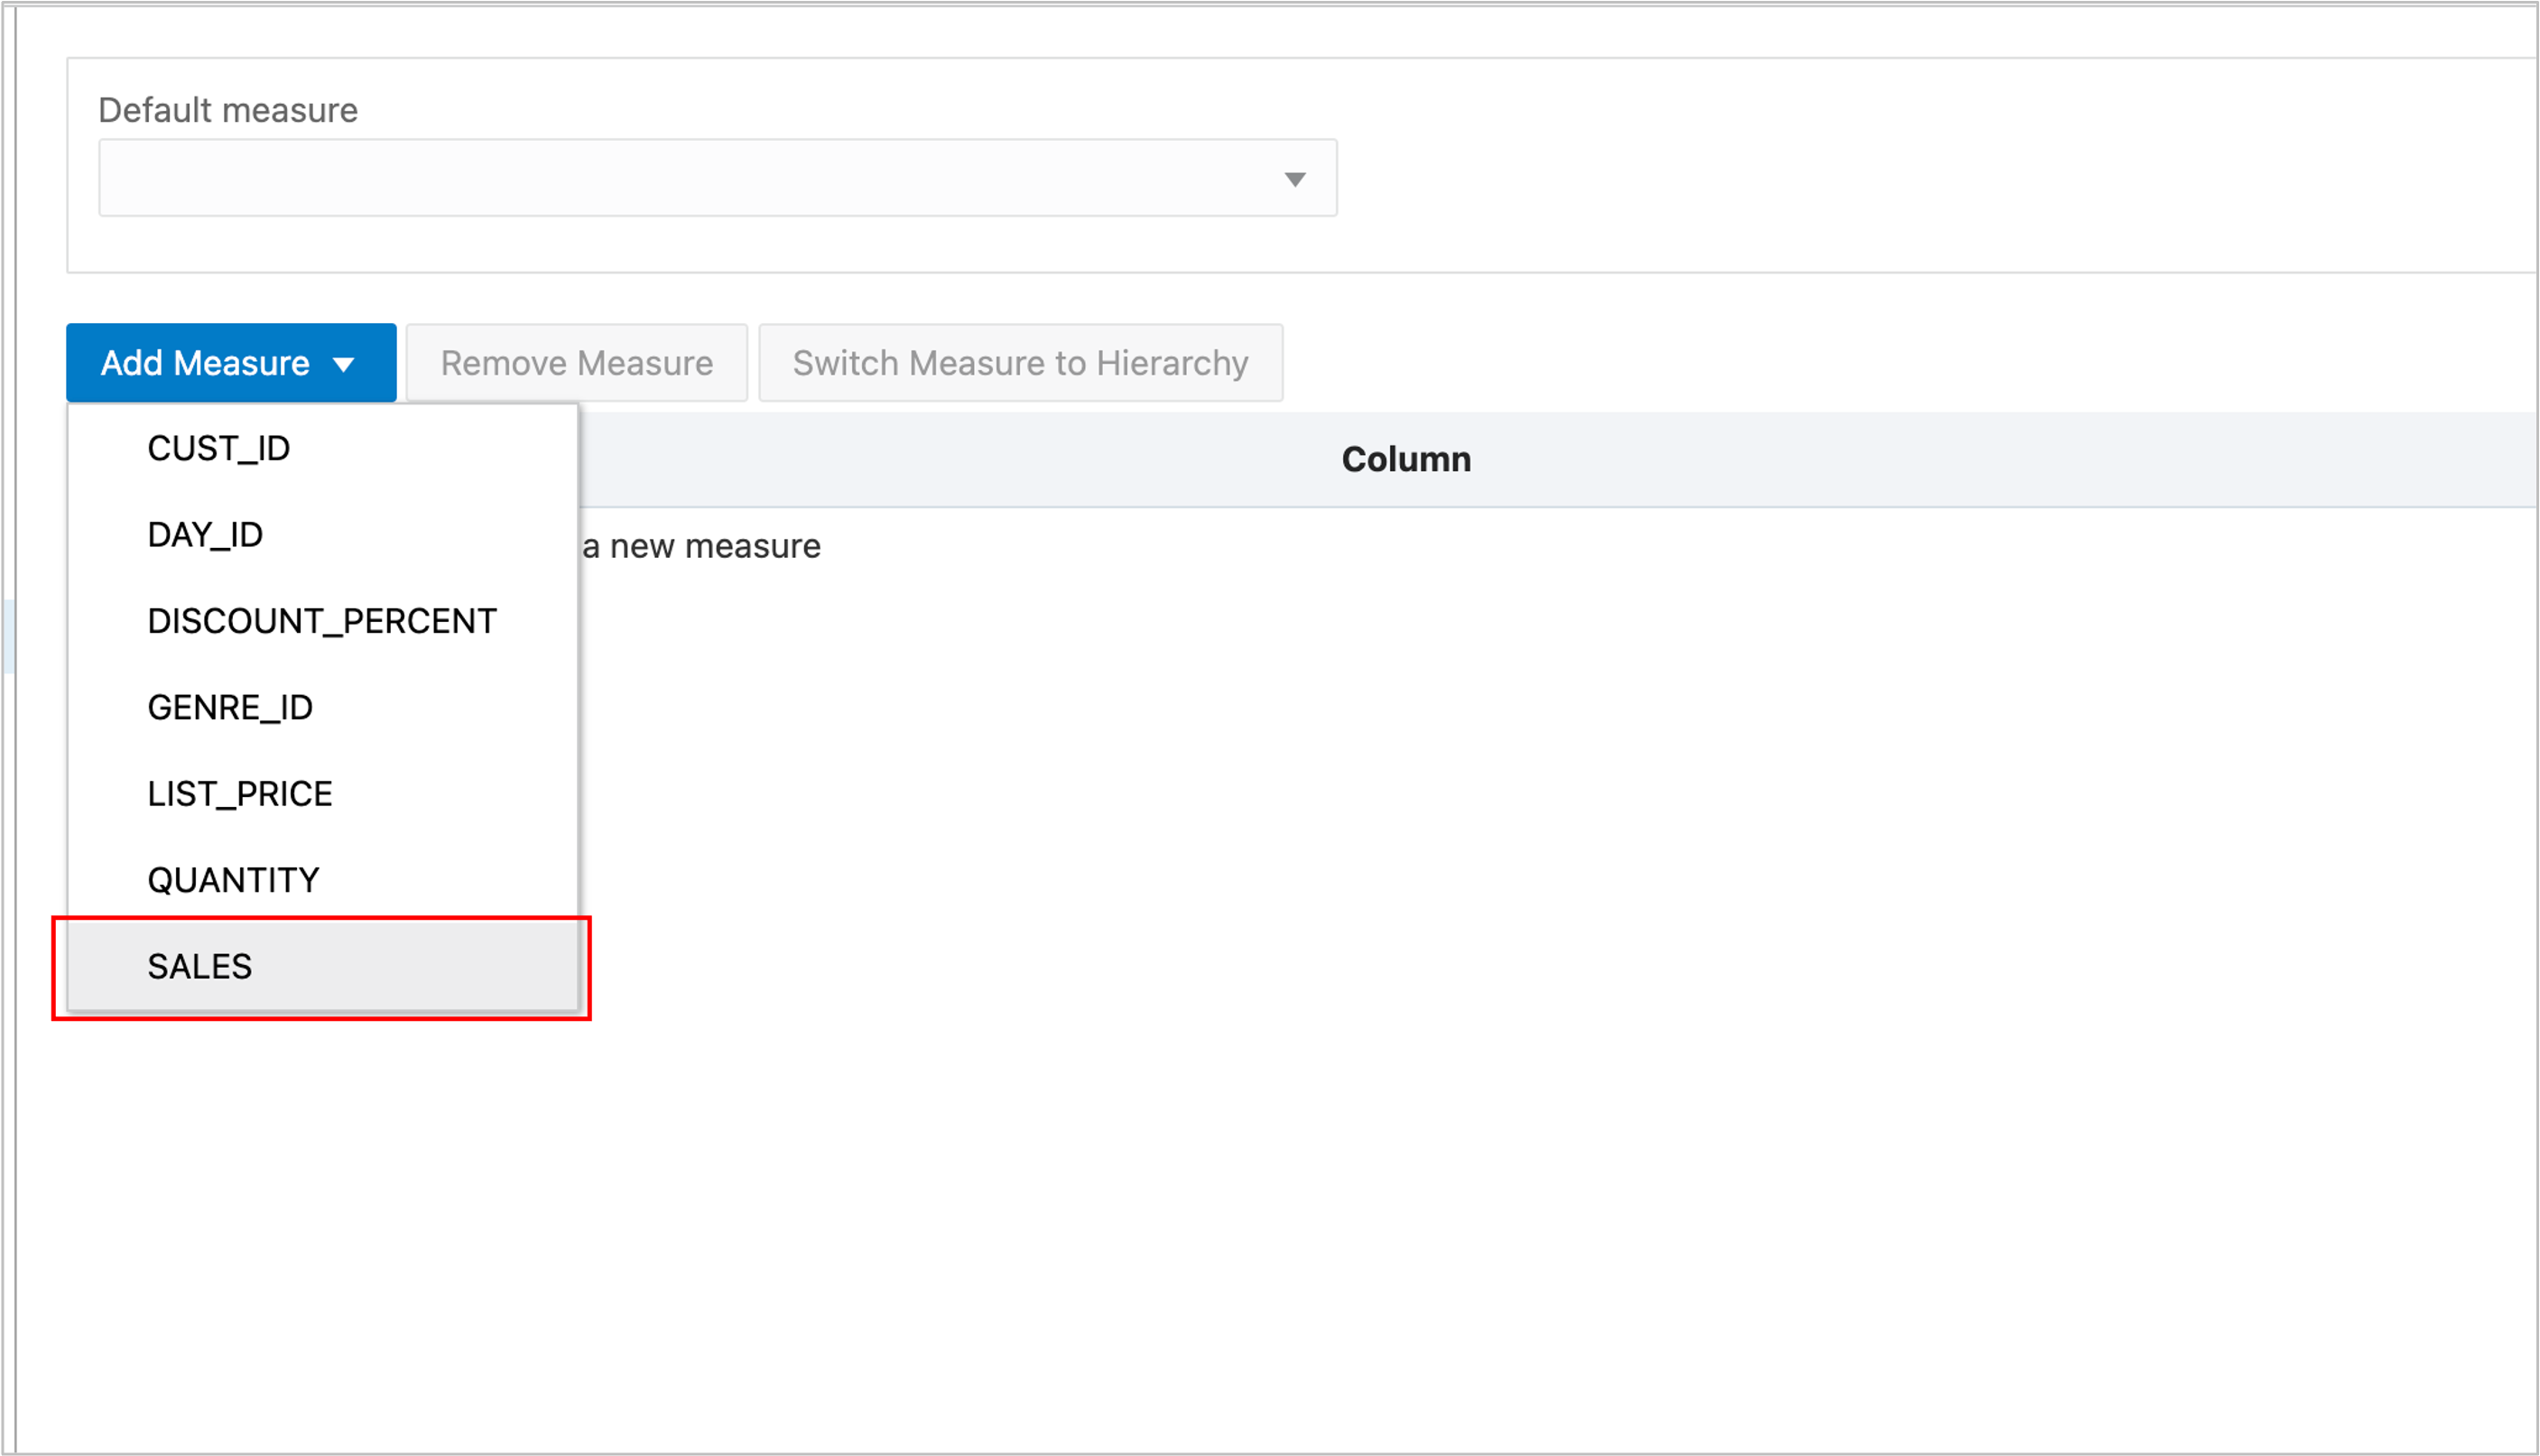 Default measure
Add Measure Remove Measure Switch Measure to Hierarchy
Column
CUST_ID
DAY_ID
a new measure
DISCOUNT_PERCENT
GENRE_ID
LIST_PRICE
QUANTITY
SALES